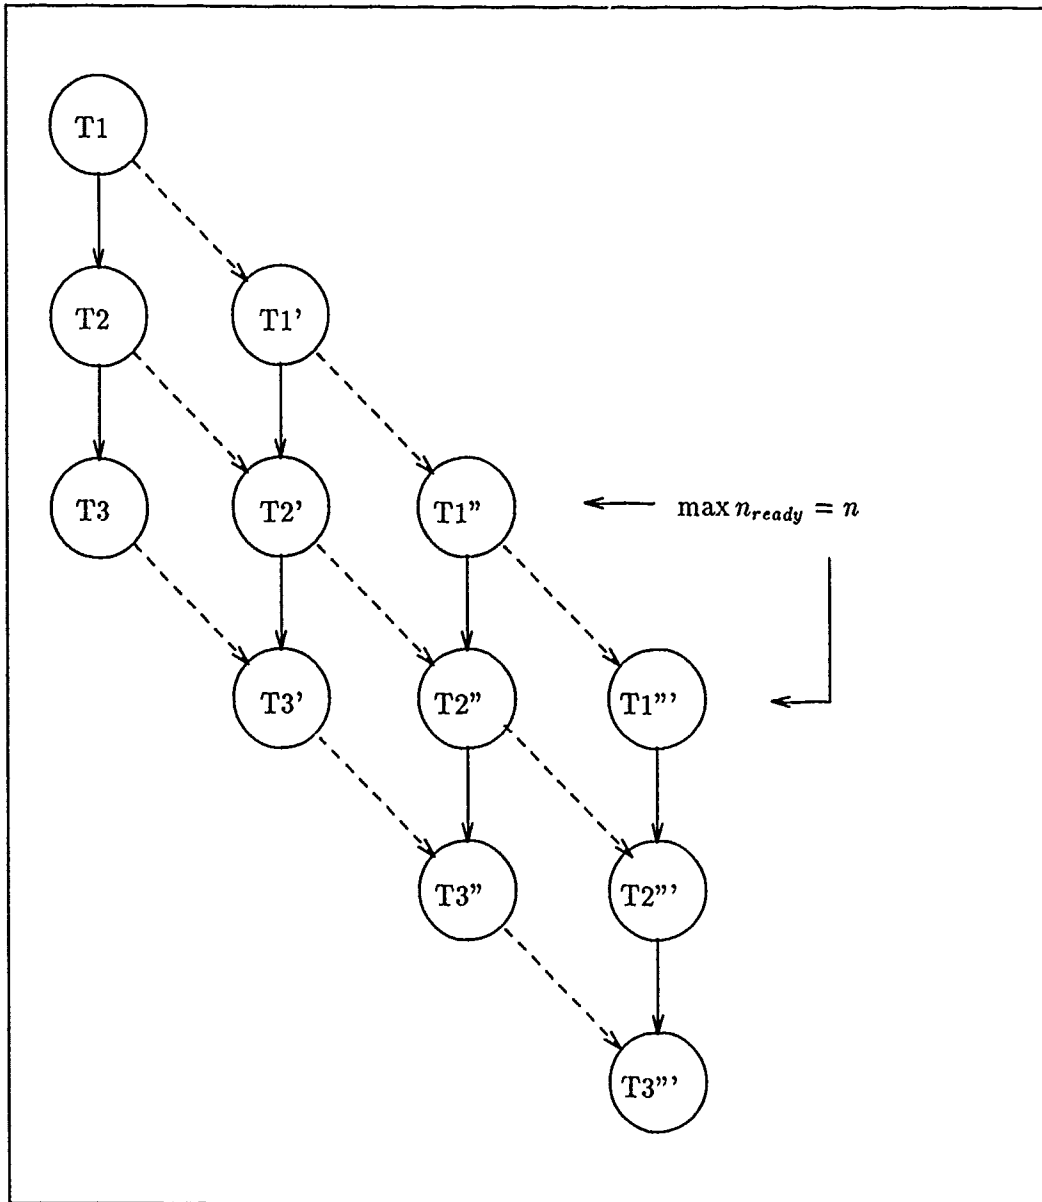 T1
T2 T1'
T3 T2' T1" max n_ready = n
T3' T2" T1"'
T3" T2"'
T3"'